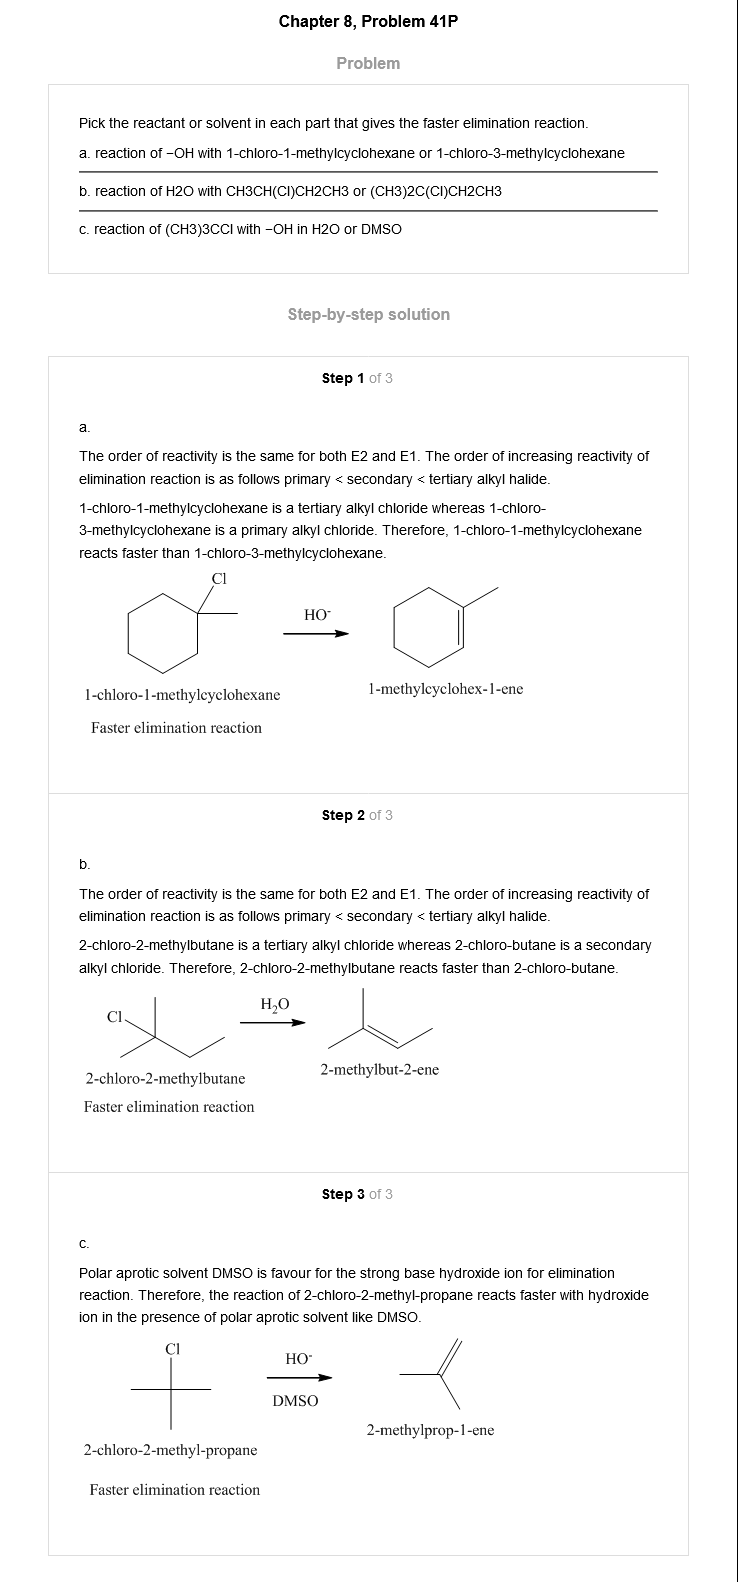 Chapter 8, Problem 41P
Problem
Pick the reactant or solvent in each part that gives the faster elimination reaction.
a. reaction of −OH with 1-chloro-1-methylcyclohexane or 1-chloro-3-methylcyclohexane
b. reaction of H2O with CH3CH(Cl)CH2CH3 or (CH3)2C(Cl)CH2CH3
c. reaction of (CH3)3CCl with −OH in H2O or DMSO
Step-by-step solution
Step 1 of 3
a.
The order of reactivity is the same for both E2 and E1. The order of increasing reactivity of
elimination reaction is as follows primary < secondary < tertiary alkyl halide.
1-chloro-1-methylcyclohexane is a tertiary alkyl chloride whereas 1-chloro-
3-methylcyclohexane is a primary alkyl chloride. Therefore, 1-chloro-1-methylcyclohexane
reacts faster than 1-chloro-3-methylcyclohexane.
Cl
HO⁻
1-chloro-1-methylcyclohexane
1-methylcyclohex-1-ene
Faster elimination reaction
Step 2 of 3
b.
The order of reactivity is the same for both E2 and E1. The order of increasing reactivity of
elimination reaction is as follows primary < secondary < tertiary alkyl halide.
2-chloro-2-methylbutane is a tertiary alkyl chloride whereas 2-chloro-butane is a secondary
alkyl chloride. Therefore, 2-chloro-2-methylbutane reacts faster than 2-chloro-butane.
Cl
H₂O
2-chloro-2-methylbutane
2-methylbut-2-ene
Faster elimination reaction
Step 3 of 3
c.
Polar aprotic solvent DMSO is favour for the strong base hydroxide ion for elimination
reaction. Therefore, the reaction of 2-chloro-2-methyl-propane reacts faster with hydroxide
ion in the presence of polar aprotic solvent like DMSO.
Cl
HO⁻
DMSO
2-chloro-2-methyl-propane
2-methylprop-1-ene
Faster elimination reaction